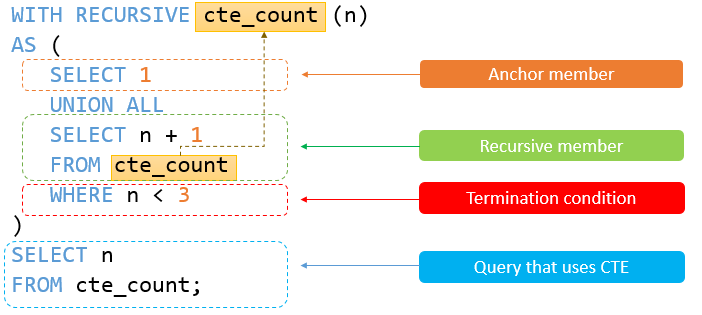 WITH RECURSIVE cte_count (n)
AS (
SELECT 1
Anchor member
UNION ALL
SELECT n + 1
FROM cte_count
Recursive member
WHERE n < 3
Termination condition
)
SELECT n
FROM cte_count;
Query that uses CTE